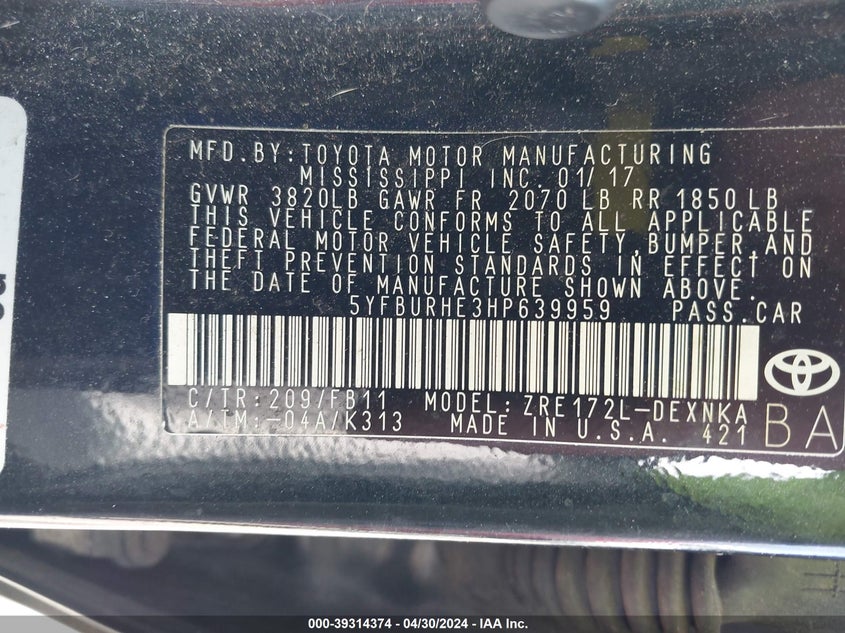 MFD.BY:TOYOTA MOTOR MANUFACTURING
MISSISSIPPI INC. 01/17
GVWR 3820LB GAWR FR 2070 LB RR 1850 LB
THIS VEHICLE CONFORMS TO ALL APPLICABLE
FEDERAL MOTOR VEHICLE SAFETY,BUMPER,AND
THEFT PREVENTION STANDARDS IN EFFECT ON
THE DATE OF MANUFACTURE SHOWN ABOVE.
5YFBURHE3HP639959 PASS.CAR
C/TR:209/FB11 MODEL:ZRE172L-DEXNKA
A/TM:-04A/K313 MADE IN U.S.A. 421 BA
000-39314374 | 04/30/2024 - IAA Inc.